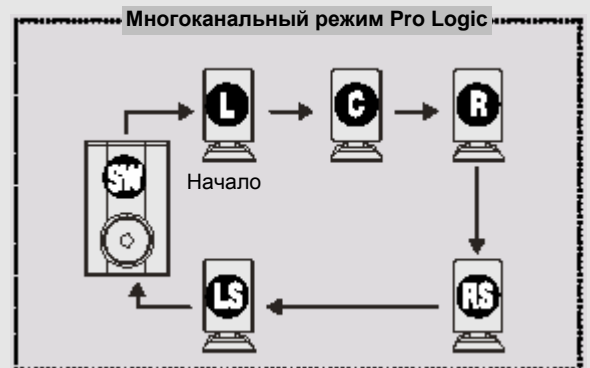 Многоканальный режим Pro Logic
L
C
R
SW
Начало
LS
RS